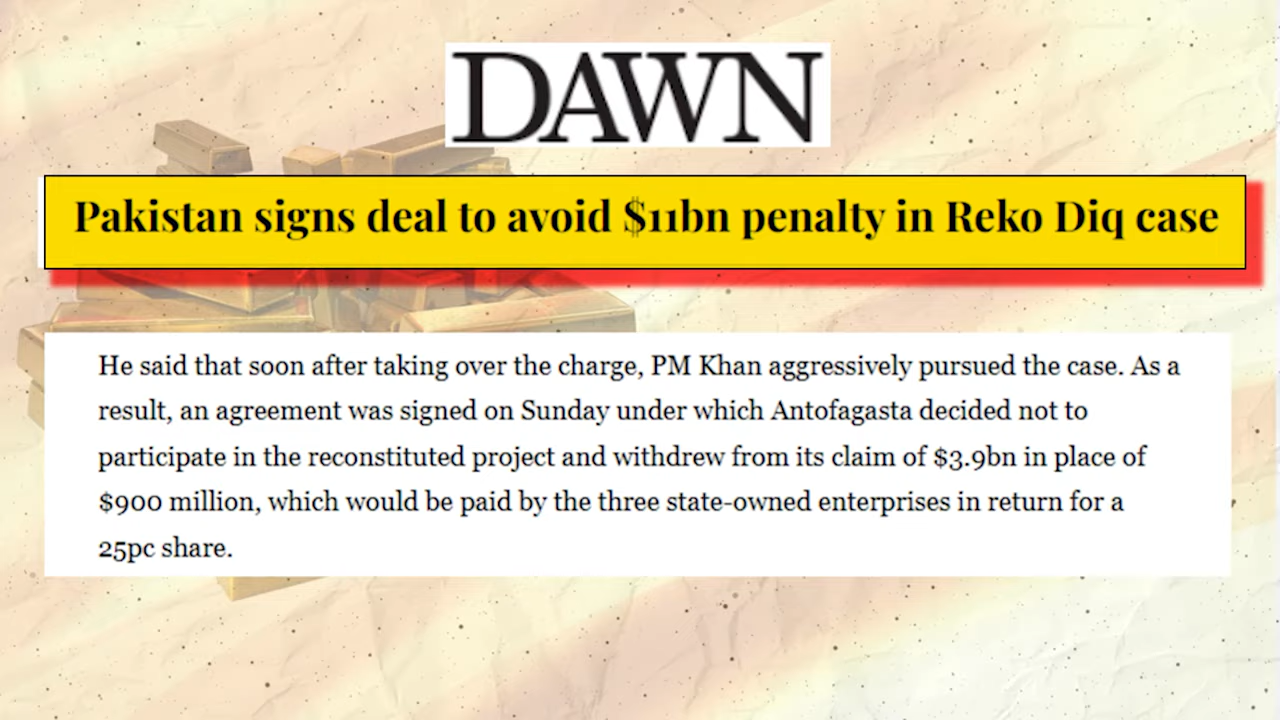 DAWN
Pakistan signs deal to avoid $11bn penalty in Reko Diq case
He said that soon after taking over the charge, PM Khan aggressively pursued the case. As a
result, an agreement was signed on Sunday under which Antofagasta decided not to
participate in the reconstituted project and withdrew from its claim of $3.9bn in place of
$900 million, which would be paid by the three state-owned enterprises in return for a
25pc share.